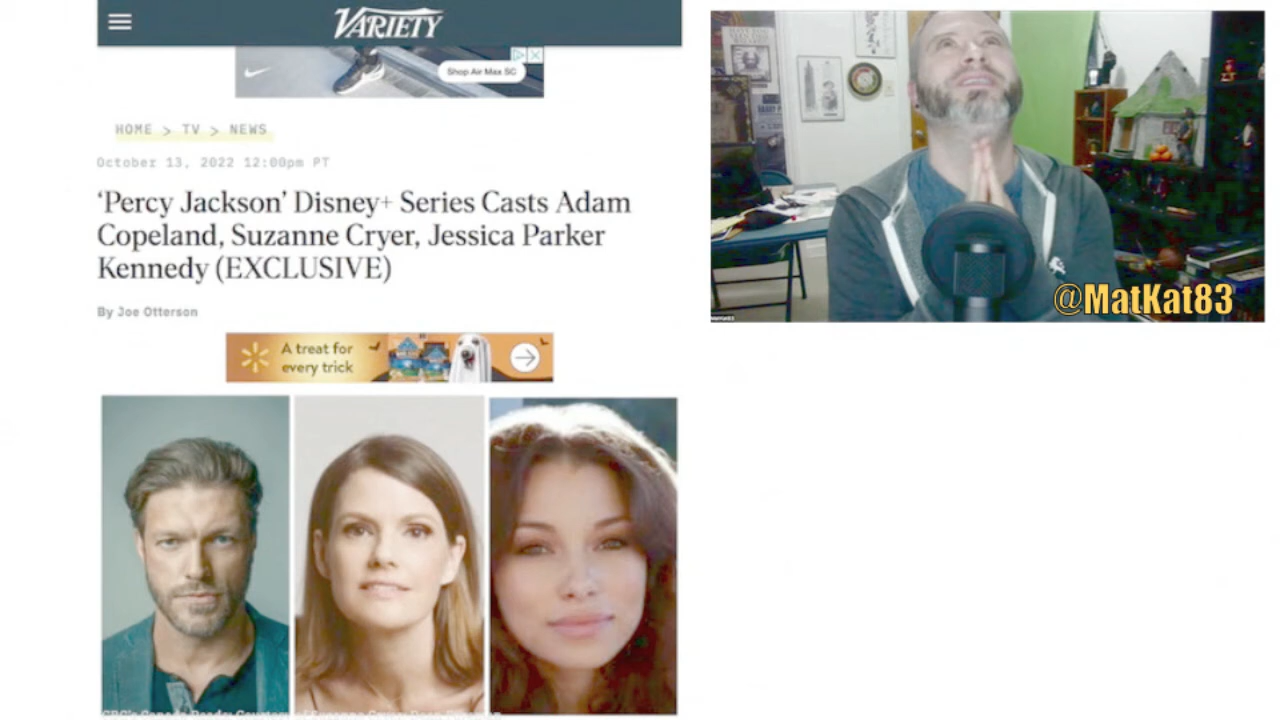 VARIETY
Shop Air Max SC
HOME > TV > NEWS
October 13, 2022 12:00pm PT
‘Percy Jackson’ Disney+ Series Casts Adam
Copeland, Suzanne Cryer, Jessica Parker
Kennedy (EXCLUSIVE)
By Joe Otterson
A treat for
every trick
@MatKat83